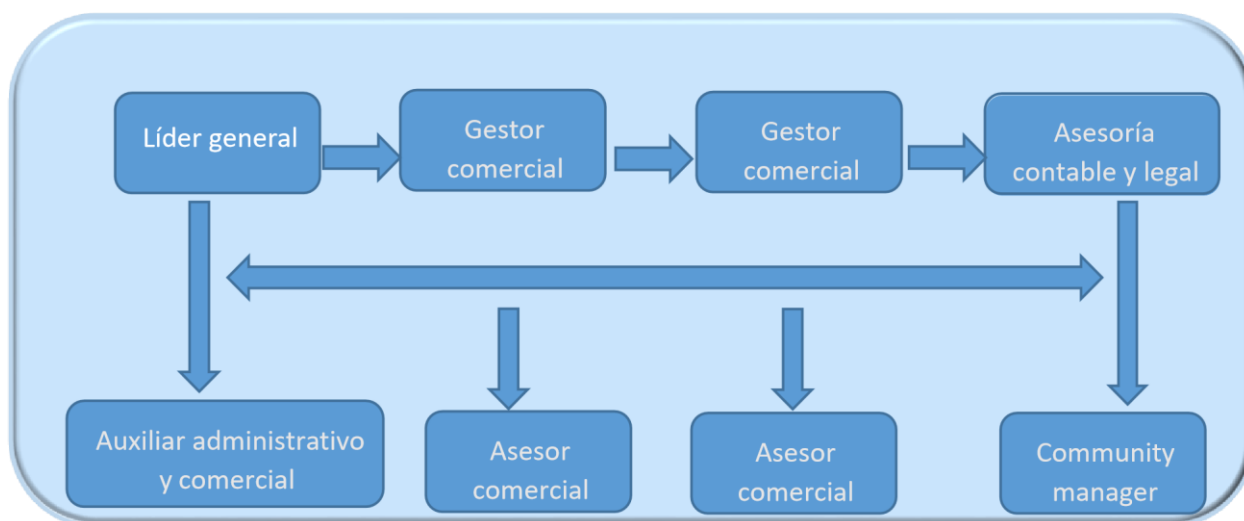 Líder general
Gestor
comercial
Gestor
comercial
Asesoría
contable y legal
Auxiliar administrativo
y comercial
Asesor
comercial
Asesor
comercial
Community
manager